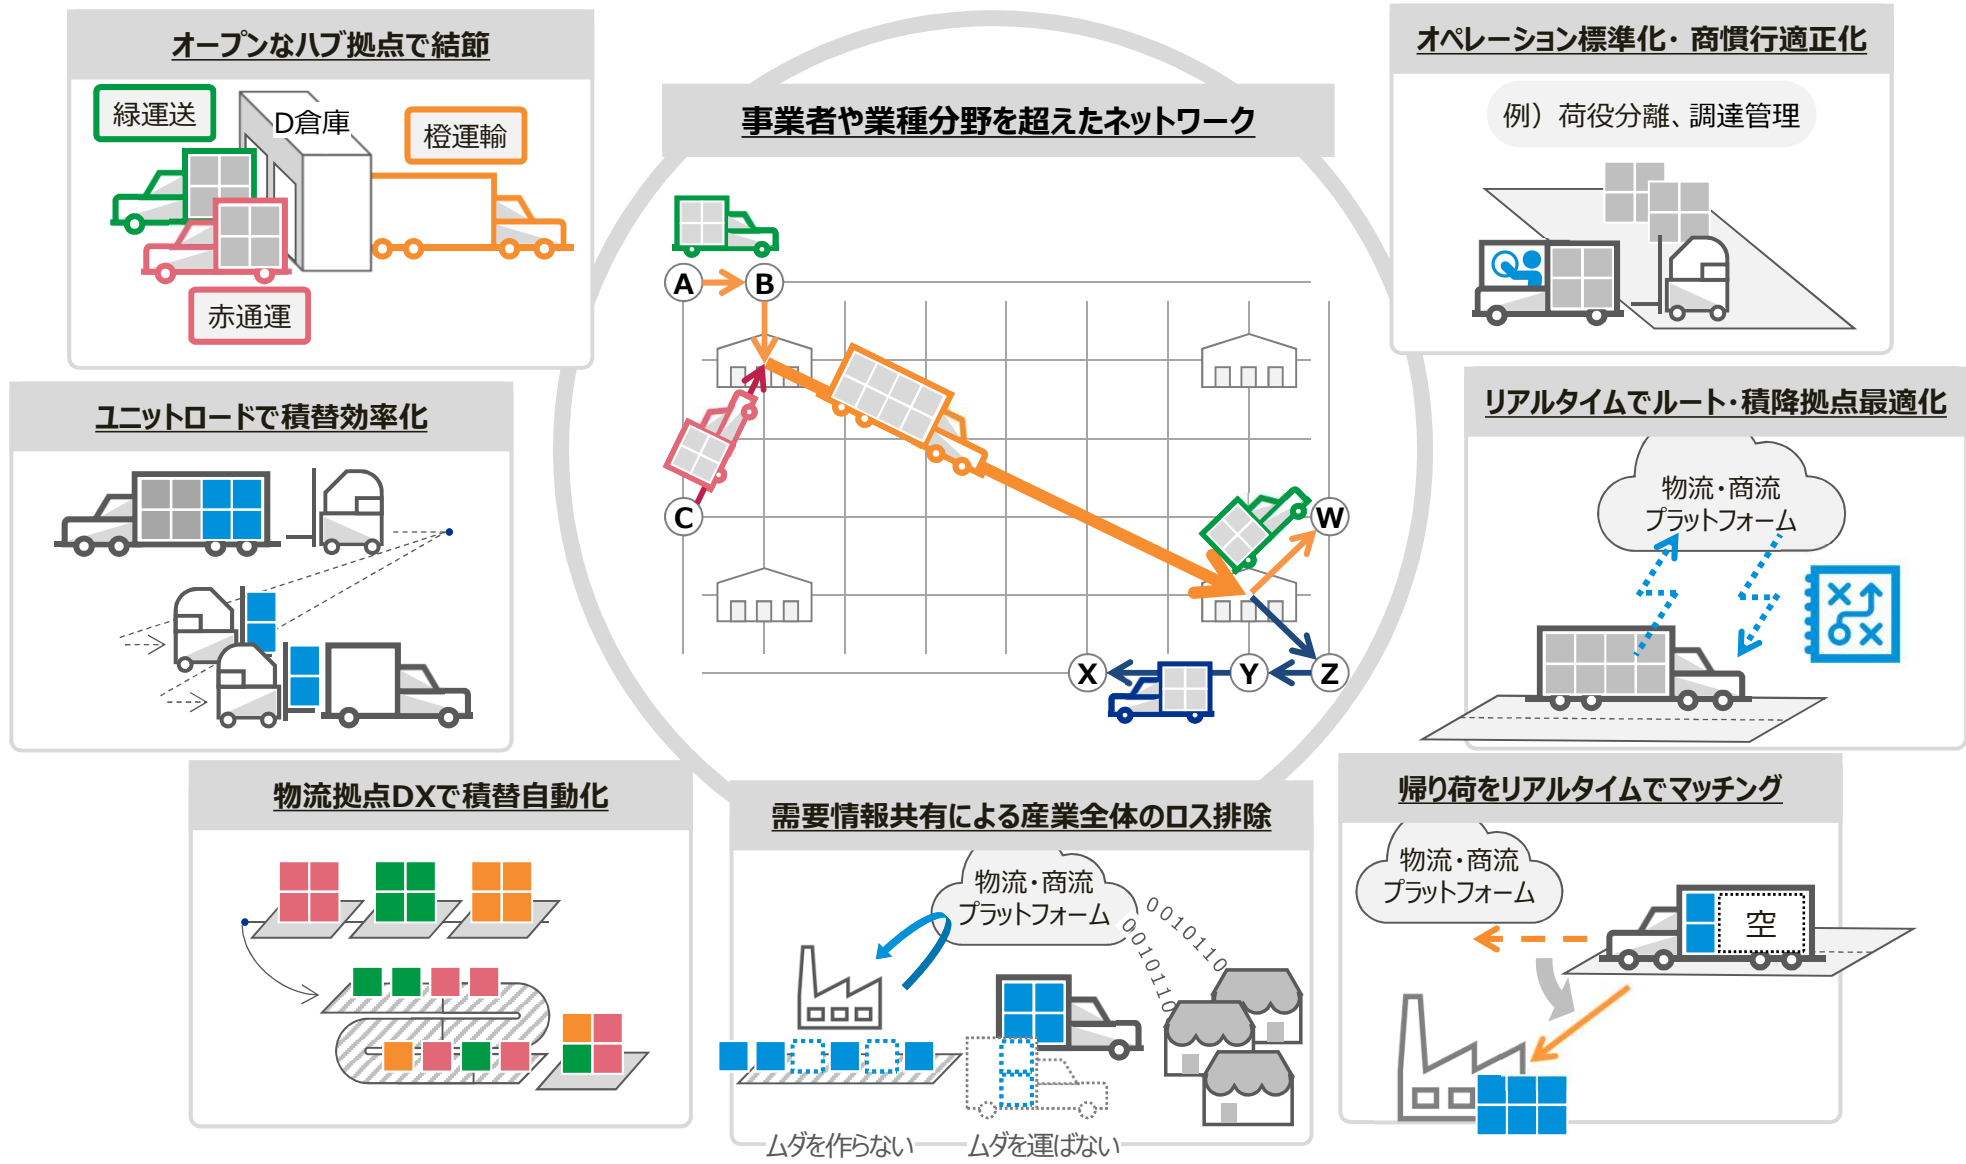 オープンなハブ拠点で結節
緑運送
D倉庫
橙運輸
赤通運
事業者や業種分野を超えたネットワーク
A
B
C
W
X
Y
Z
オペレーション標準化・ 商慣行適正化
例）荷役分離、調達管理
ユニットロードで積替効率化
リアルタイムでルート・積降拠点最適化
物流・商流
プラットフォーム
物流拠点DXで積替自動化
需要情報共有による産業全体のロス排除
物流・商流
プラットフォーム
0010110
0010110
ムダを作らない
ムダを運ばない
帰り荷をリアルタイムでマッチング
物流・商流
プラットフォーム
空